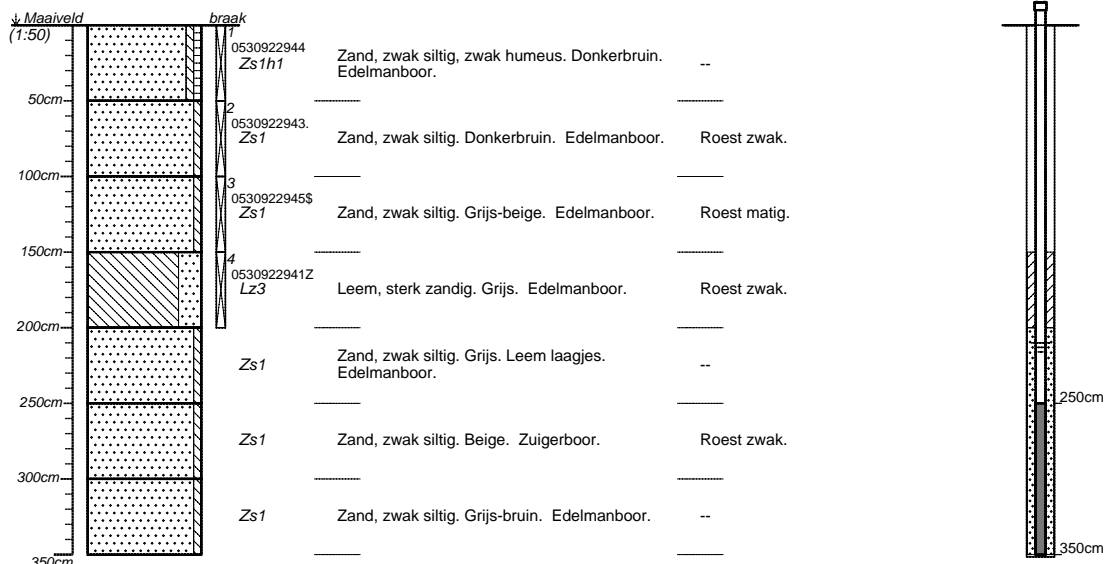 Maaiveld braak
(1:50)
1
0530922944
Zs1h1 Zand, zwak siltig, zwak humeus. Donkerbruin. --
Edelmanboor.
50cm
2
0530922943.
Zs1 Zand, zwak siltig. Donkerbruin. Edelmanboor. Roest zwak.
100cm
3
0530922945$
Zs1 Zand, zwak siltig. Grijs-beige. Edelmanboor. Roest matig.
150cm
4
0530922941Z
Lz3 Leem, sterk zandig. Grijs. Edelmanboor. Roest zwak.
200cm
Zs1 Zand, zwak siltig. Grijs. Leem laagjes. --
Edelmanboor.
250cm 250cm
Zs1 Zand, zwak siltig. Beige. Zuigerboor. Roest zwak.
300cm
Zs1 Zand, zwak siltig. Grijs-bruin. Edelmanboor. --
350cm 350cm